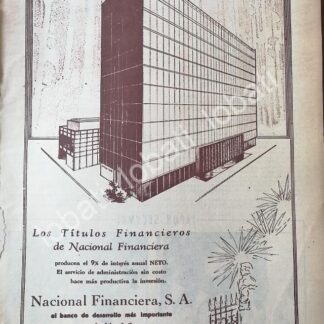 lobati_lobati
Los Títulos Financieros
de Nacional Financiera
producen el 9% de interés anual NETO.
El servicio de administración sin costo
hace más productiva la inversión.
Nacional Financiera, S. A.
el banco de desarrollo más importante